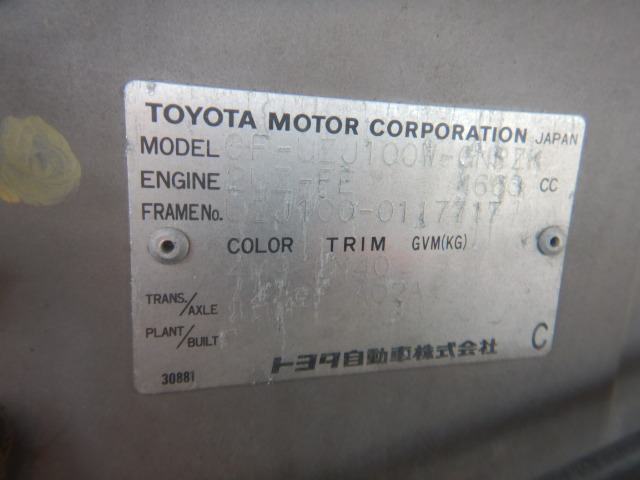 TOYOTA MOTOR CORPORATION JAPAN
MODEL GF-UZJ100W-GNPZK
ENGINE 2UZ-FE CC
FRAME No. UZJ100-0117717
COLOR TRIM GVM(KG)
TRANS./AXLE
PLANT/BUILT
トヨタ自動車株式会社 C
30881